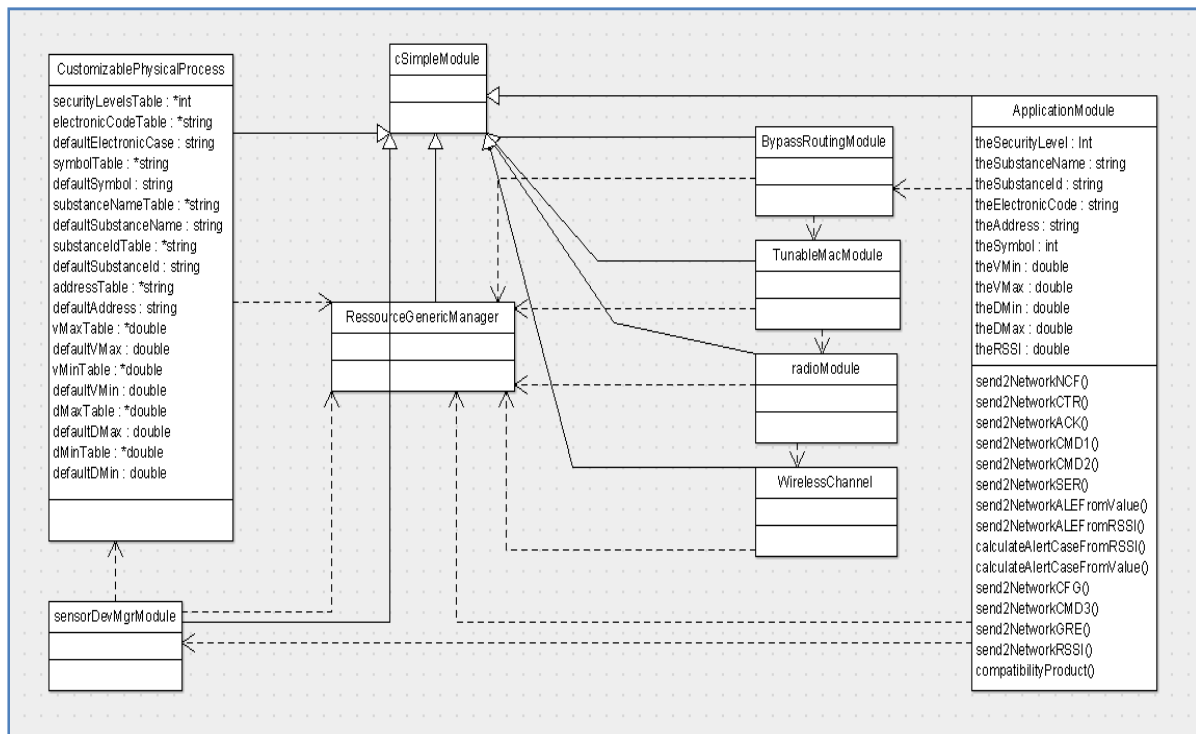 CustomizablePhysicalProcess
securityLevelsTable : *int
electronicCodeTable : *string
defaultElectronicCase : string
symbolTable : *string
defaultSymbol : string
substanceNameTable : *string
defaultSubstanceName : string
substanceIdTable : *string
defaultSubstanceId : string
addressTable : *string
defaultAddress : string
vMaxTable : *double
defaultVMax : double
vMinTable : *double
defaultVMin : double
dMaxTable : *double
defaultDMax : double
dMinTable : *double
defaultDMin : double
sensorDevMgrModule
cSimpleModule
RessourceGenericManager
BypassRoutingModule
TunableMacModule
radioModule
WirelessChannel
ApplicationModule
theSecurityLevel : Int
theSubstanceName : string
theSubstanceId : string
theElectronicCode : string
theAddress : string
theSymbol : int
theVMin : double
theVMax : double
theDMin : double
theDMax : double
theRSSI : double
send2NetworkNCF()
send2NetworkCTR()
send2NetworkACK()
send2NetworkCMD1()
send2NetworkCMD2()
send2NetworkSER()
send2NetworkALEFromValue()
send2NetworkALEFromRSSI()
calculateAlertCaseFromRSSI()
calculateAlertCaseFromValue()
send2NetworkCFG()
send2NetworkCMD3()
send2NetworkGRE()
send2NetworkRSSI()
compatibilityProduct()